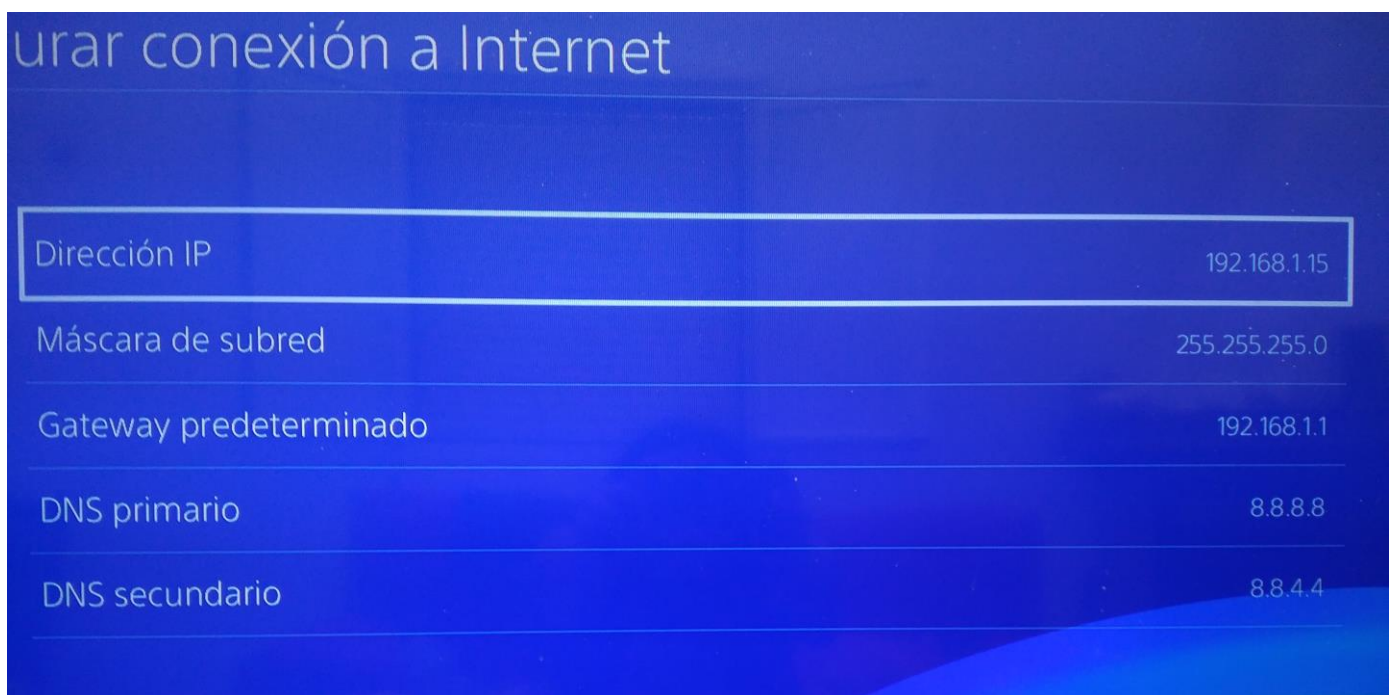 urar conexión a Internet
Dirección IP 192.168.1.15
Máscara de subred 255.255.255.0
Gateway predeterminado 192.168.1.1
DNS primario 8.8.8.8
DNS secundario 8.8.4.4